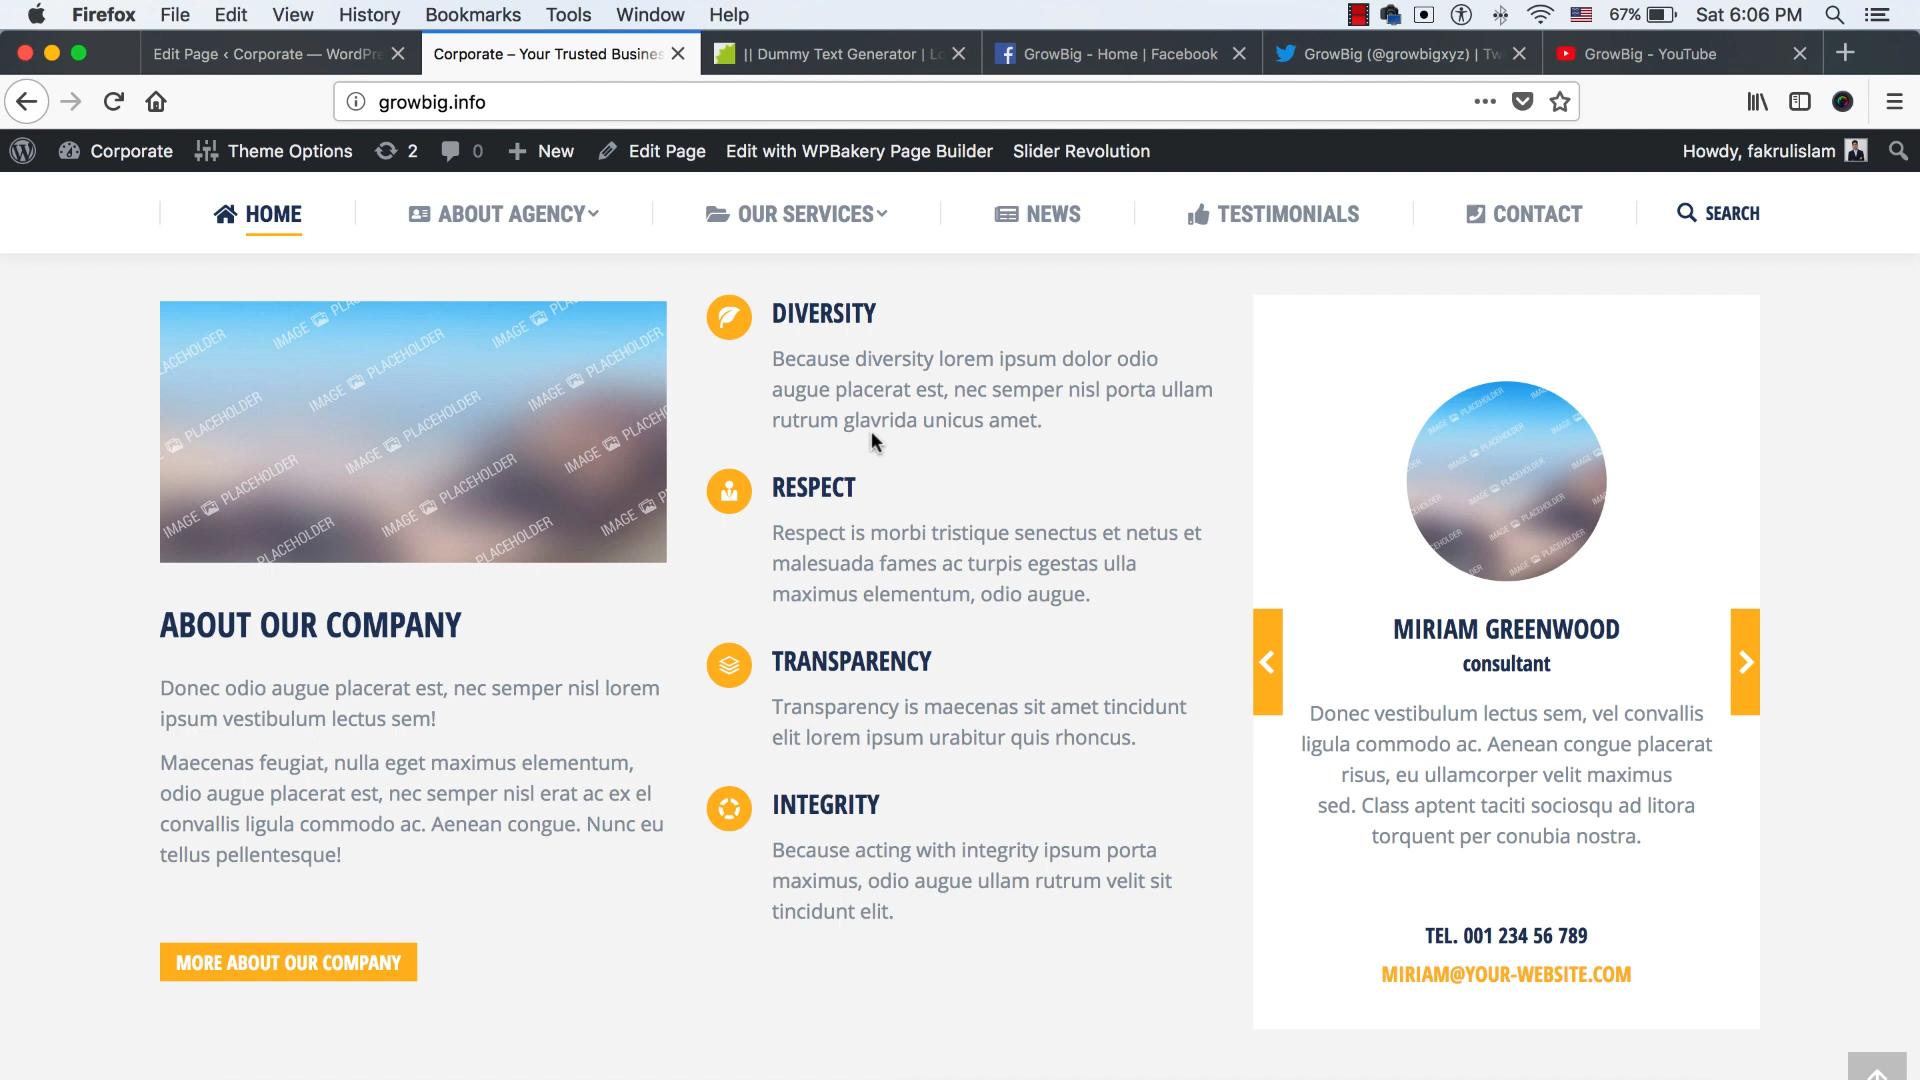 Firefox File Edit View History Bookmarks Tools Window Help 67% Sat 6:06 PM
Edit Page ‹ Corporate — WordPre
Corporate – Your Trusted Busines
|| Dummy Text Generator | Lo
GrowBig - Home | Facebook
GrowBig (@growbigxyz) | Tw
GrowBig - YouTube
growbig.info
Corporate Theme Options 2 0 New Edit Page Edit with WPBakery Page Builder Slider Revolution Howdy, fakrulislam
HOME ABOUT AGENCY OUR SERVICES NEWS TESTIMONIALS CONTACT SEARCH
IMAGE PLACEHOLDER
ABOUT OUR COMPANY
Donec odio augue placerat est, nec semper nisl lorem
ipsum vestibulum lectus sem!
Maecenas feugiat, nulla eget maximus elementum,
odio augue placerat est, nec semper nisl erat ac ex el
convallis ligula commodo ac. Aenean congue. Nunc eu
tellus pellentesque!
MORE ABOUT OUR COMPANY
DIVERSITY
Because diversity lorem ipsum dolor odio
augue placerat est, nec semper nisl porta ullam
rutrum glavrida unicus amet.
RESPECT
Respect is morbi tristique senectus et netus et
malesuada fames ac turpis egestas ulla
maximus elementum, odio augue.
TRANSPARENCY
Transparency is maecenas sit amet tincidunt
elit lorem ipsum urabitur quis rhoncus.
INTEGRITY
Because acting with integrity ipsum porta
maximus, odio augue ullam rutrum velit sit
tincidunt elit.
IMAGE PLACEHOLDER
MIRIAM GREENWOOD
consultant
Donec vestibulum lectus sem, vel convallis
ligula commodo ac. Aenean congue placerat
risus, eu ullamcorper velit maximus
sed. Class aptent taciti sociosqu ad litora
torquent per conubia nostra.
TEL. 001 234 56 789
MIRIAM@YOUR-WEBSITE.COM